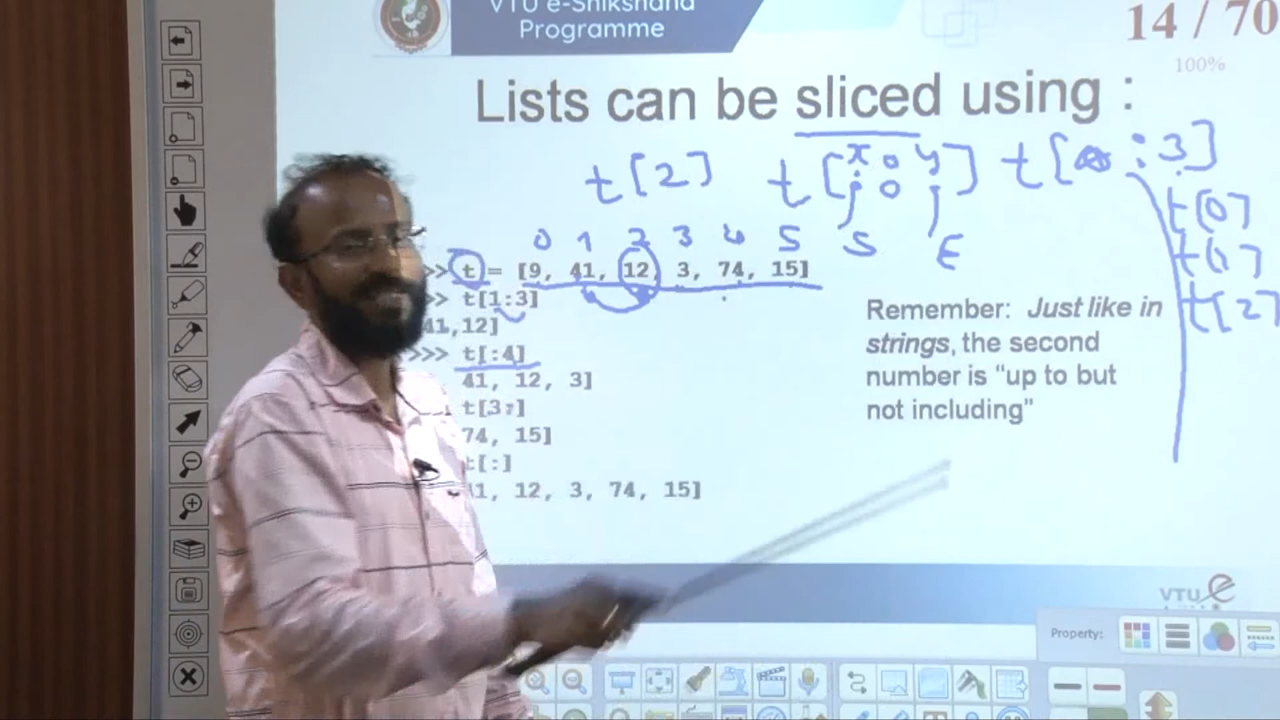 VTU e-Shikshana
Programme
14 / 70
100%
Lists can be sliced using :
t[2] t[x:y] t[ :3]
S E
t[0]
t[1]
t[2]
0 1 2 3 4 5
>> t = [9, 41, 12, 3, 74, 15]
>> t[1:3]
41,12]
>>> t[:4]
41, 12, 3]
t[3:]
74, 15]
t[:]
1, 12, 3, 74, 15]
Remember: Just like in
strings, the second
number is “up to but
not including”
VTU e
Property: